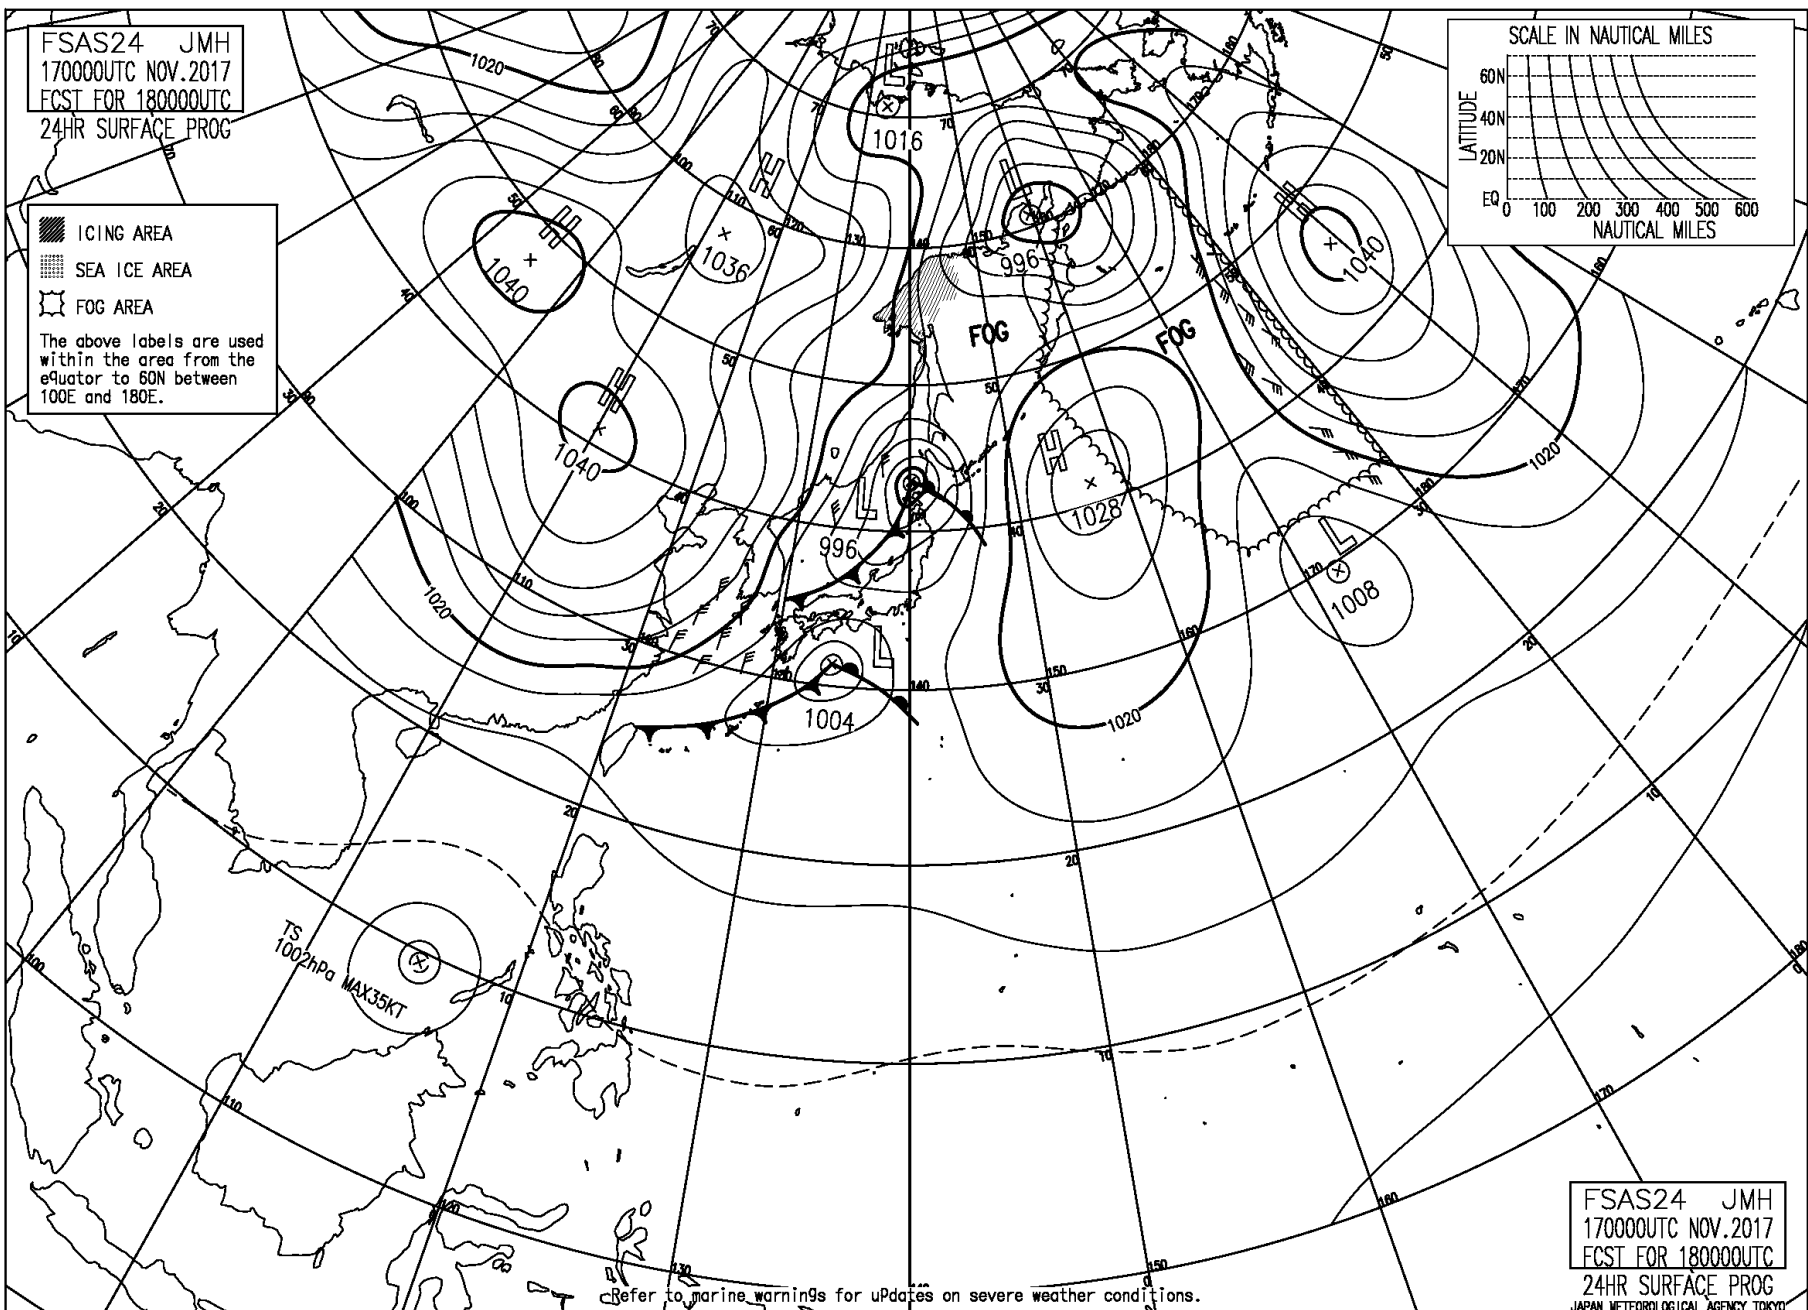 FSAS24 JMH
170000UTC NOV.2017
FCST FOR 180000UTC
24HR SURFACE PROG
ICING AREA
SEA ICE AREA
FOG AREA
The above labels are used
within the area from the
equator to 60N between
100E and 180E.
SCALE IN NAUTICAL MILES
LATITUDE
60N
40N
20N
EQ
0 100 200 300 400 500 600
NAUTICAL MILES
1020
L
1016
H
1036
H
1040
H
1040
L
996
H
1040
FOG
FOG
L
996
H
1028
1020
L
1008
1020
L
1004
1020
TS
1002hPa MAX35KT
Refer to marine warnings for updates on severe weather conditions.
FSAS24 JMH
170000UTC NOV.2017
FCST FOR 180000UTC
24HR SURFACE PROG
JAPAN METEOROLOGICAL AGENCY TOKYO